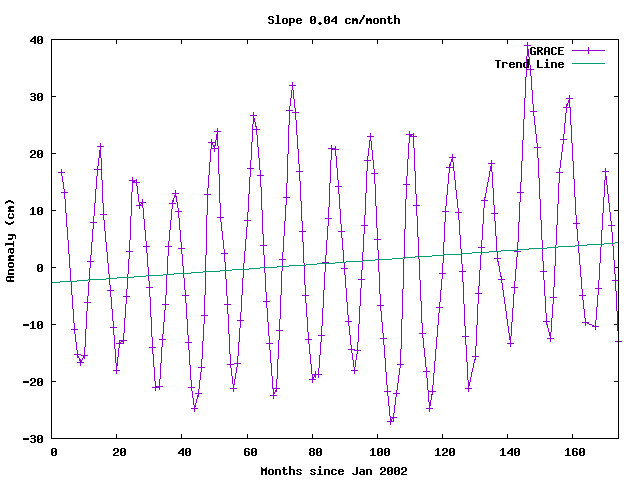 Slope 0.04 cm/month
40
GRACE
Trend Line
30
20
10
0
-10
-20
-30
Anomaly (cm)
0 20 40 60 80 100 120 140 160
Months since Jan 2002